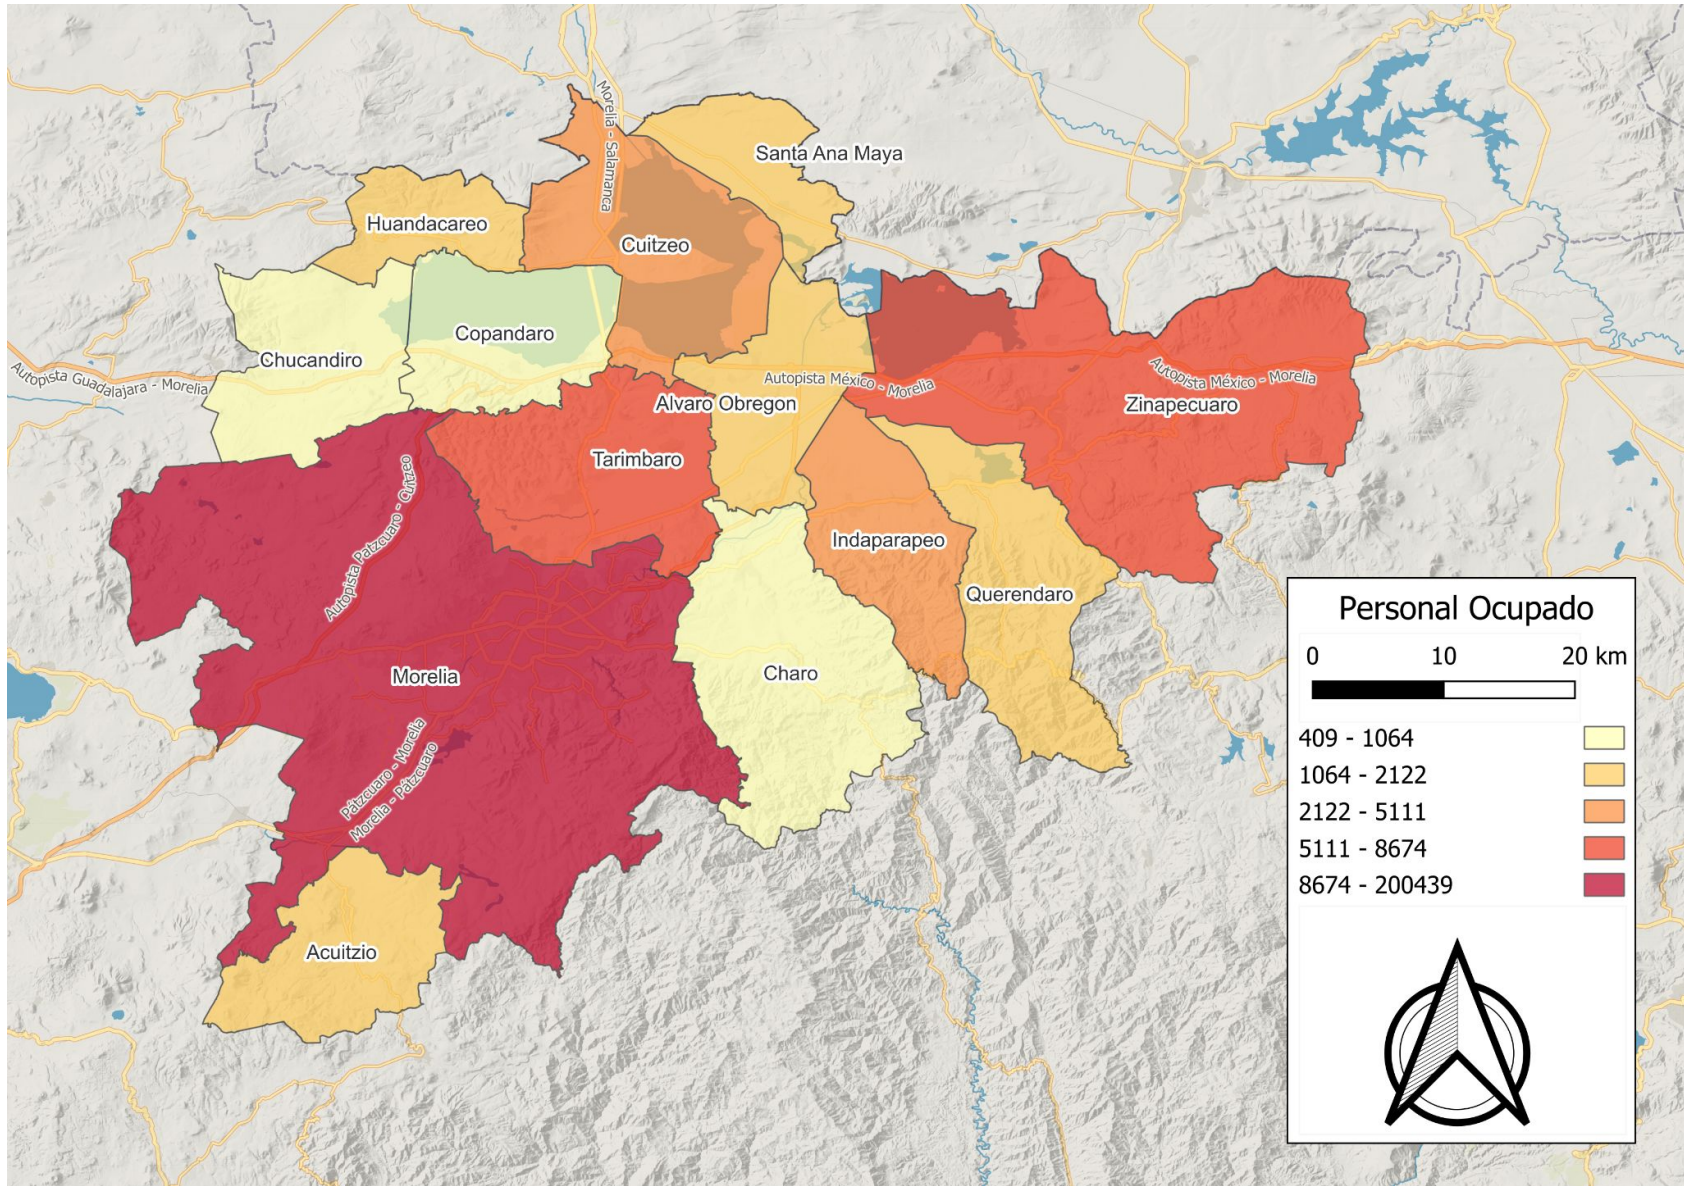 Morelia - Salamanca
Santa Ana Maya
Huandacareo
Cuitzeo
Copandaro
Chucandiro
Autopista Guadalajara - Morelia
Autopista México - Morelia
Autopista México - Morelia
Alvaro Obregon
Zinapecuaro
Tarimbaro
Autopista Patzcuaro - Cuitzeo
Indaparapeo
Querendaro
Charo
Morelia
Pátzcuaro - Morelia
Morelia - Pátzcuaro
Acuitzio
Personal Ocupado
0 10 20 km
409 - 1064
1064 - 2122
2122 - 5111
5111 - 8674
8674 - 200439